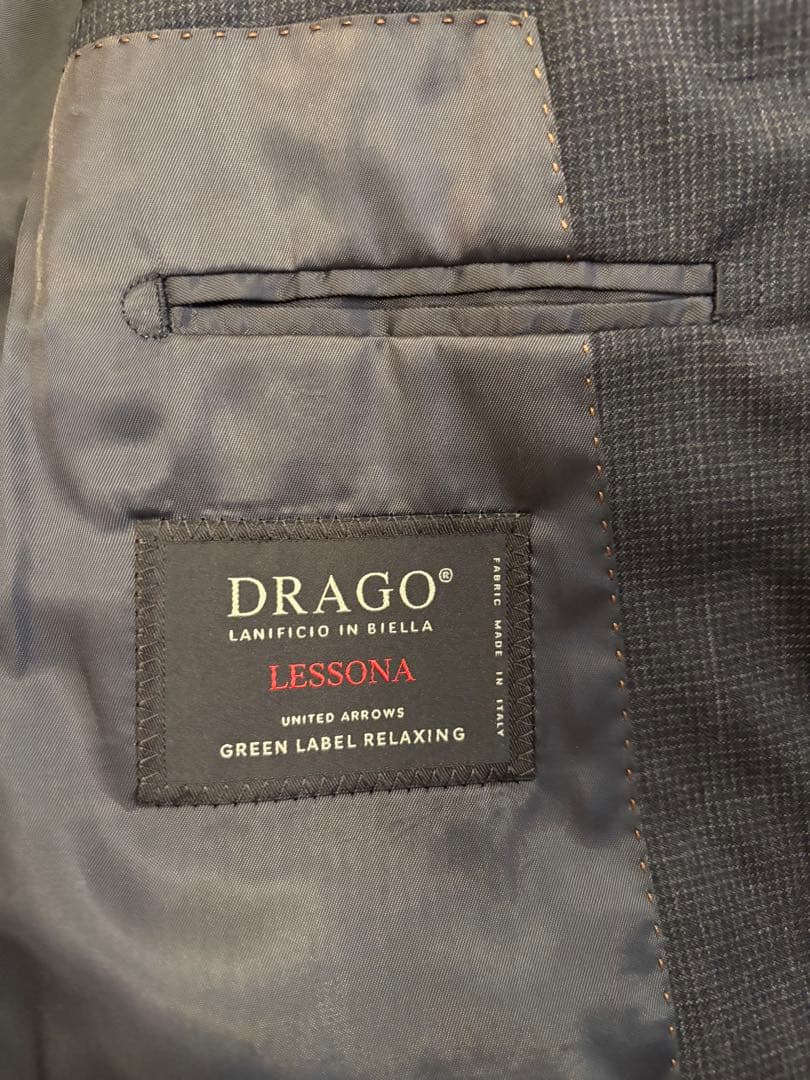 DRAGO®
LANIFICIO IN BIELLA
LESSONA
UNITED ARROWS
GREEN LABEL RELAXING
FABRIC MADE IN ITALY